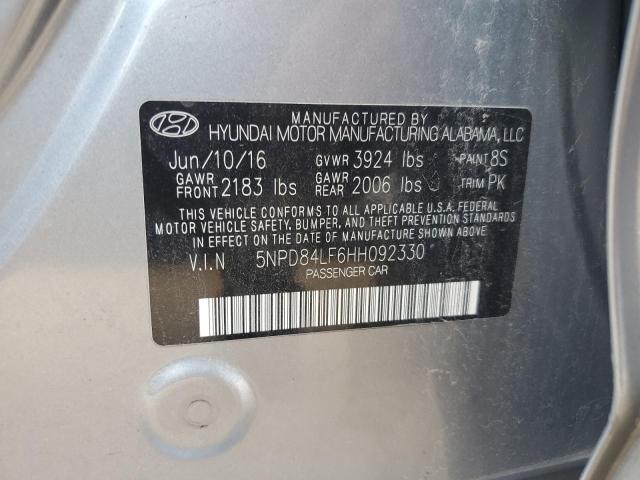 MANUFACTURED BY
HYUNDAI MOTOR MANUFACTURING ALABAMA, LLC
Jun/10/16 GVWR 3924 lbs PAINT 8S
GAWR FRONT 2183 lbs GAWR REAR 2006 lbs TRIM PK
THIS VEHICLE CONFORMS TO ALL APPLICABLE U.S.A. FEDERAL
MOTOR VEHICLE SAFETY, BUMPER, AND THEFT PREVENTION STANDARDS
IN EFFECT ON THE DATE OF MANUFACTURE SHOWN ABOVE.
V.I.N 5NPD84LF6HH092330
PASSENGER CAR